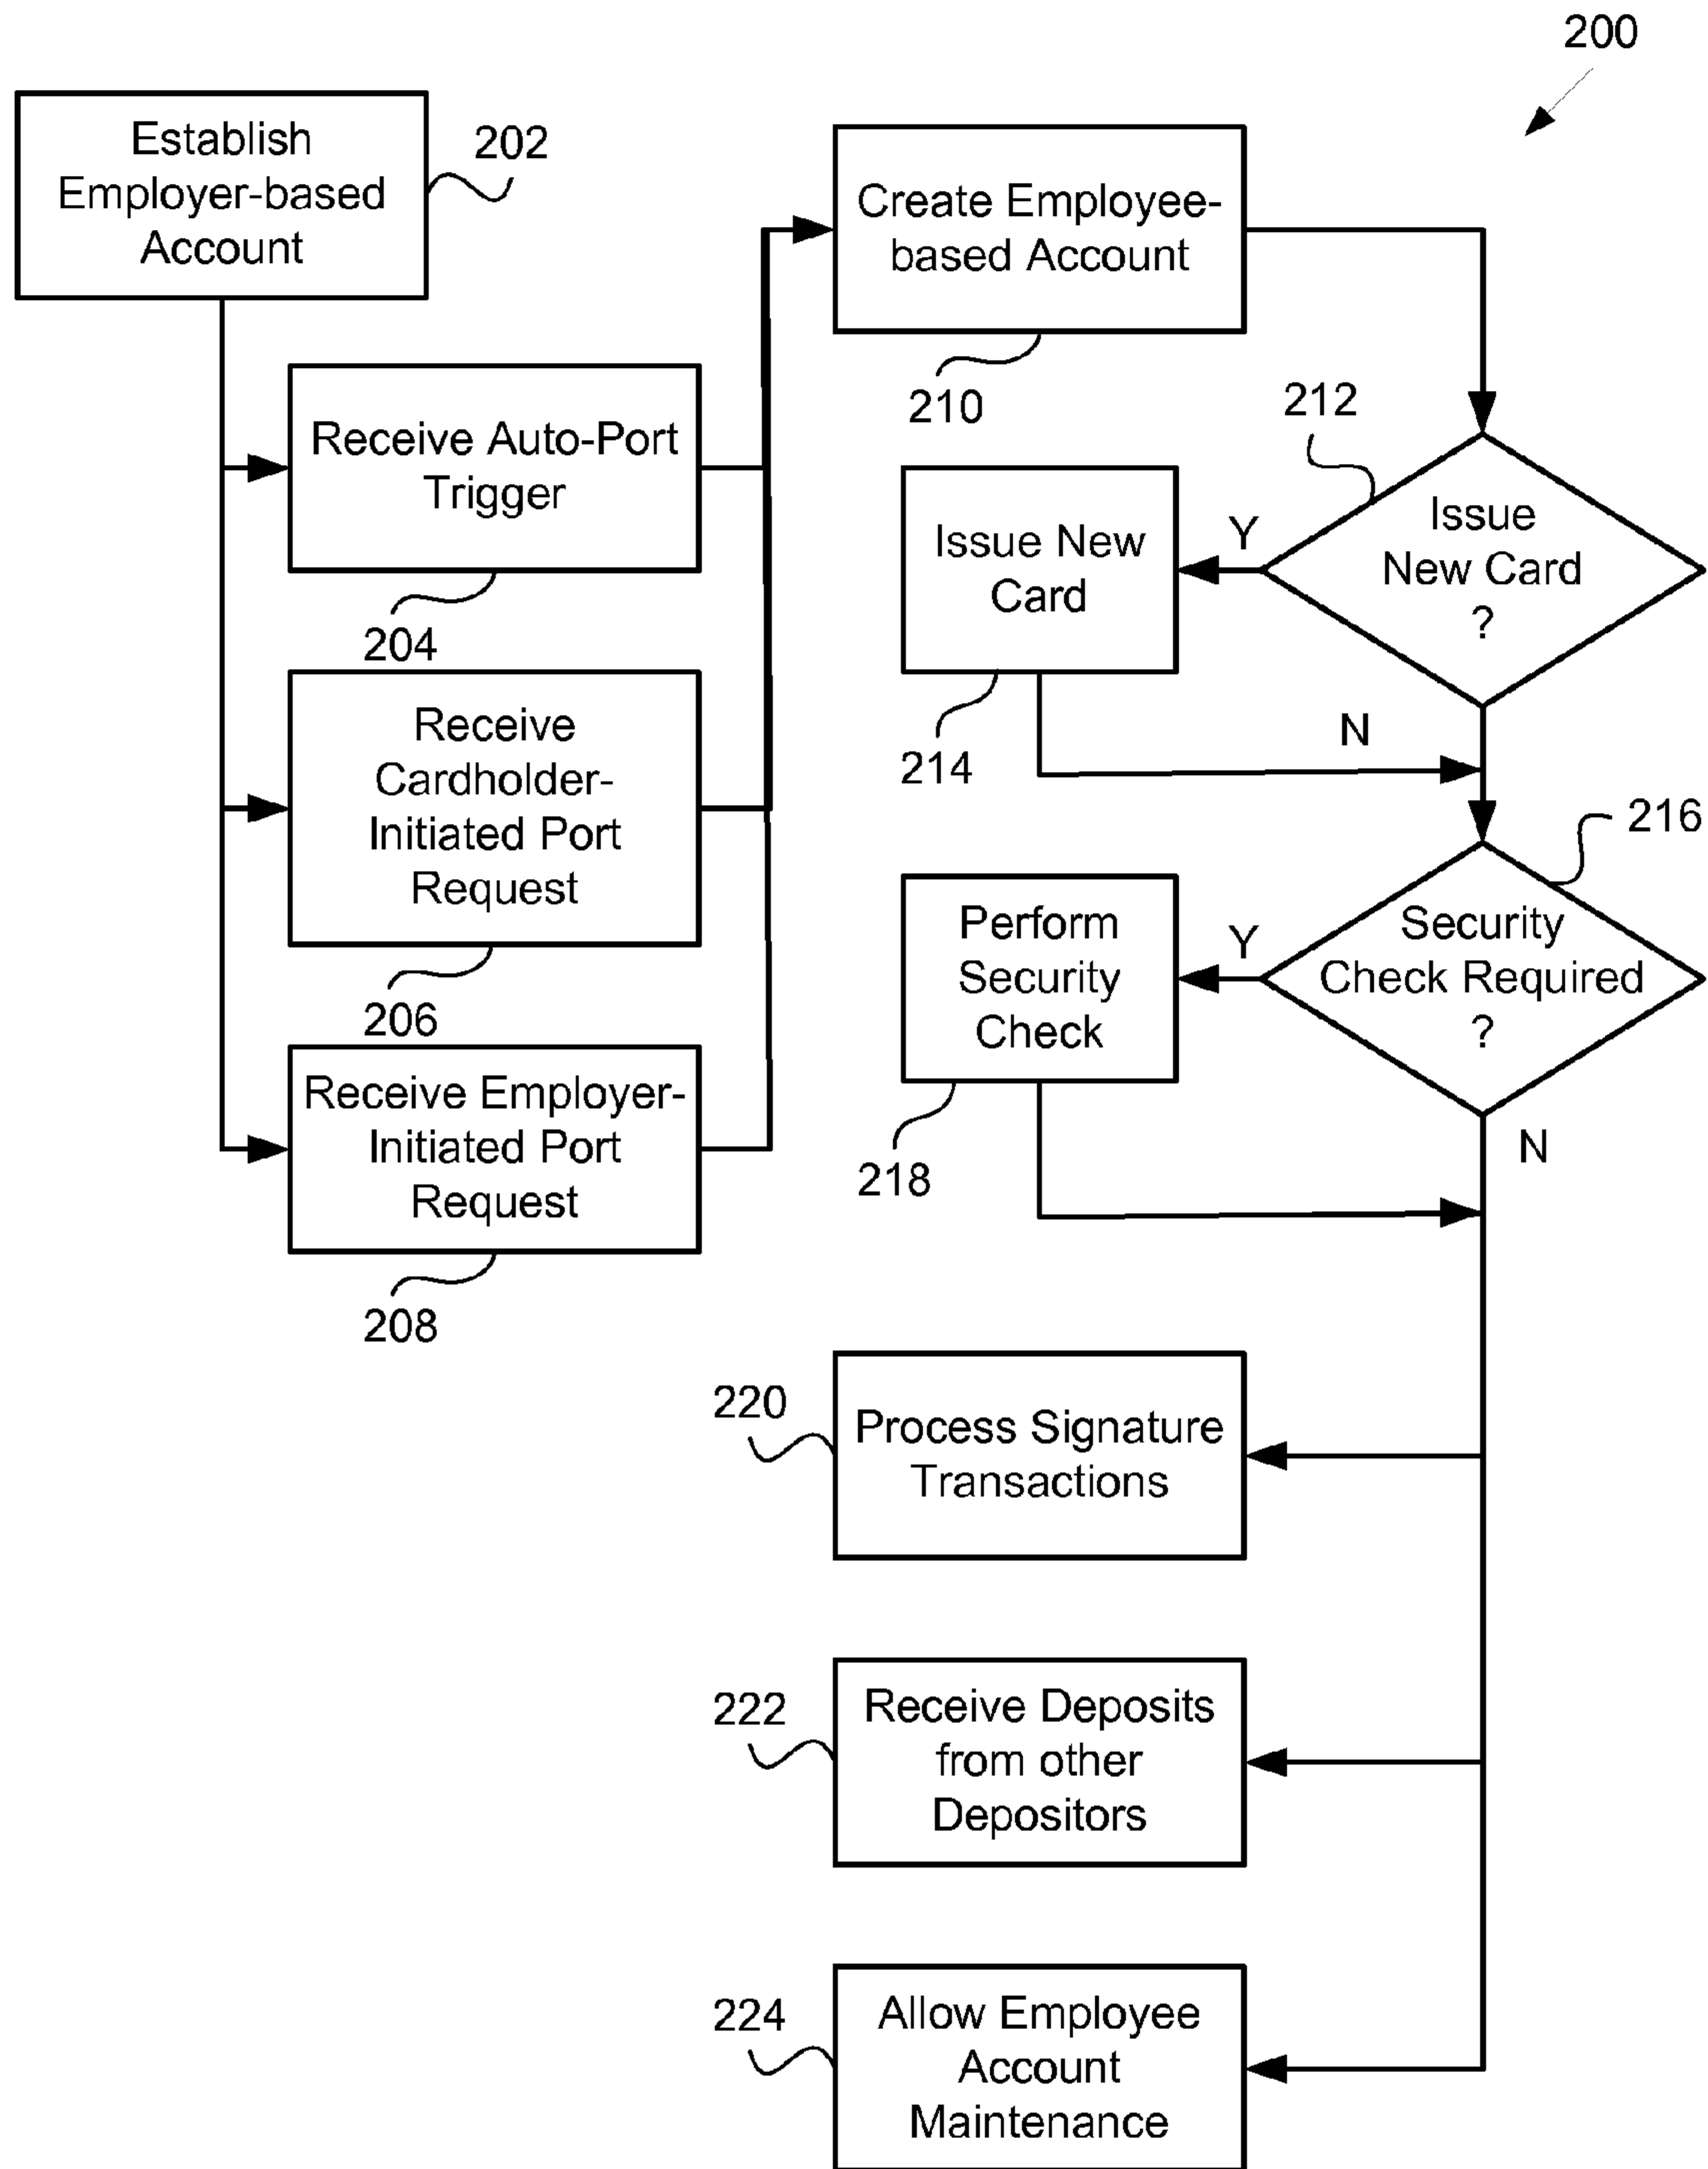 200
Establish
Employer-based
Account
202
Receive Auto-Port
Trigger
204
Receive
Cardholder-
Initiated Port
Request
206
Receive Employer-
Initiated Port
Request
208
Create Employee-
based Account
210
212
Issue
New Card
?
Y
N
Issue New
Card
214
216
Security
Check Required
?
Y
N
Perform
Security
Check
218
220
Process Signature
Transactions
222
Receive Deposits
from other
Depositors
224
Allow Employee
Account
Maintenance